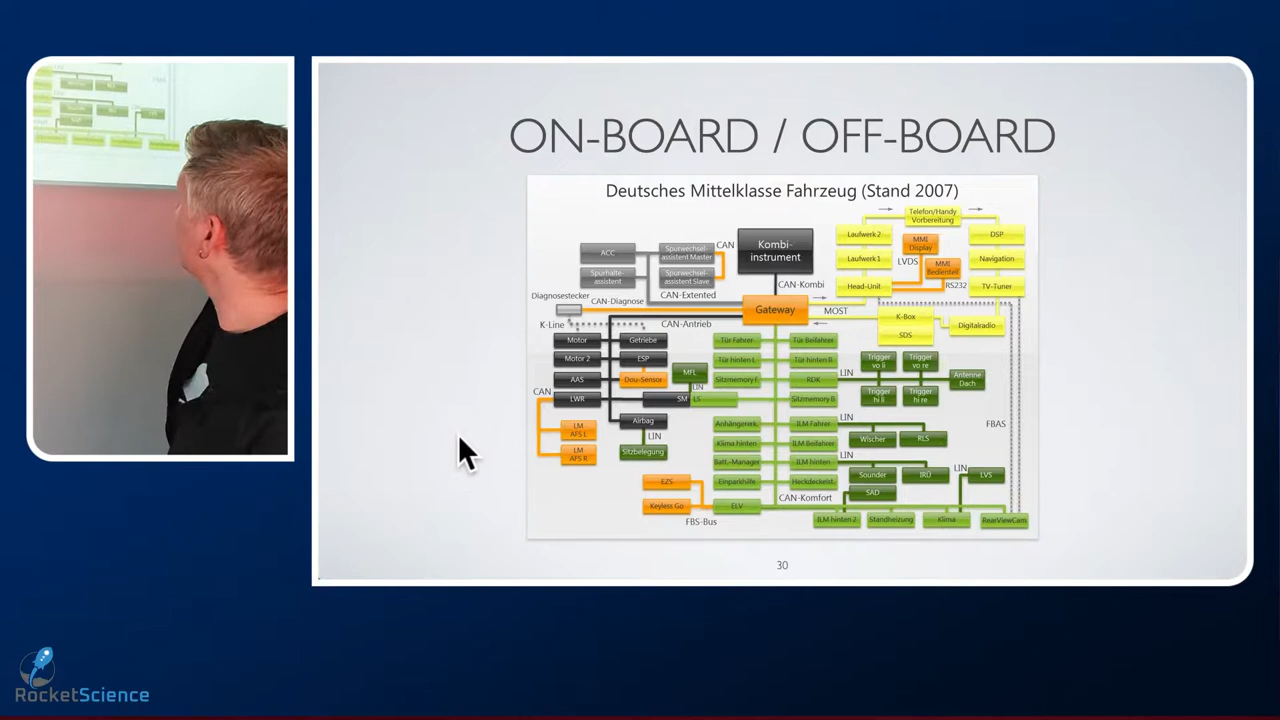 ON-BOARD / OFF-BOARD
Deutsches Mittelklasse Fahrzeug (Stand 2007)
Telefon/Handy
Vorbereitung
Laufwerk 2
MMI
Display
DSP
Kombi-
instrument
CAN
ACC
Spurwechsel-
assistent Master
Laufwerk1
LVDS
MMI
Bedienteil
Navigation
Spurhalte-
assistent
Spurwechsel-
assistent Slave
CAN-Kombi
Head-Unit
RS232
TV-Tuner
Diagnosestecker
CAN-Diagnose
CAN-Extented
Gateway
MOST
K-Box
SDS
Digitalradio
K-Line
CAN-Antrieb
Motor
Getriebe
Tür Fahrer
Tür Beifahrer
Motor 2
ESP
Tür hinten L
Tür hinten R
Trigger
vo li
Trigger
vo re
MFL
LIN
AAS
Dou-Sensor
Sitzmemory F
RDK
LIN
Antenne
Dach
CAN
LWR
SM
LS
Sitzmemory B
Trigger
hi li
Trigger
hi re
Airbag
LIN
Anhängerrk.
ILM Fahrer
LIN
FBAS
LM
AFS L
Klima.hinten
ILM Beifahrer
Wischer
RLS
LM
AFS R
Sitzbelegung
Batt.-Manager
ILM hinten
LIN
EZS
Einparkhilfe
Heckdeckelst.
Sounder
IRÜ
LIN
LVS
Keyless Go
ELV
CAN-Komfort
SAD
FBS-Bus
ILM hinten 2
Standheizung
Klima
RearViewCam
30
RocketScience